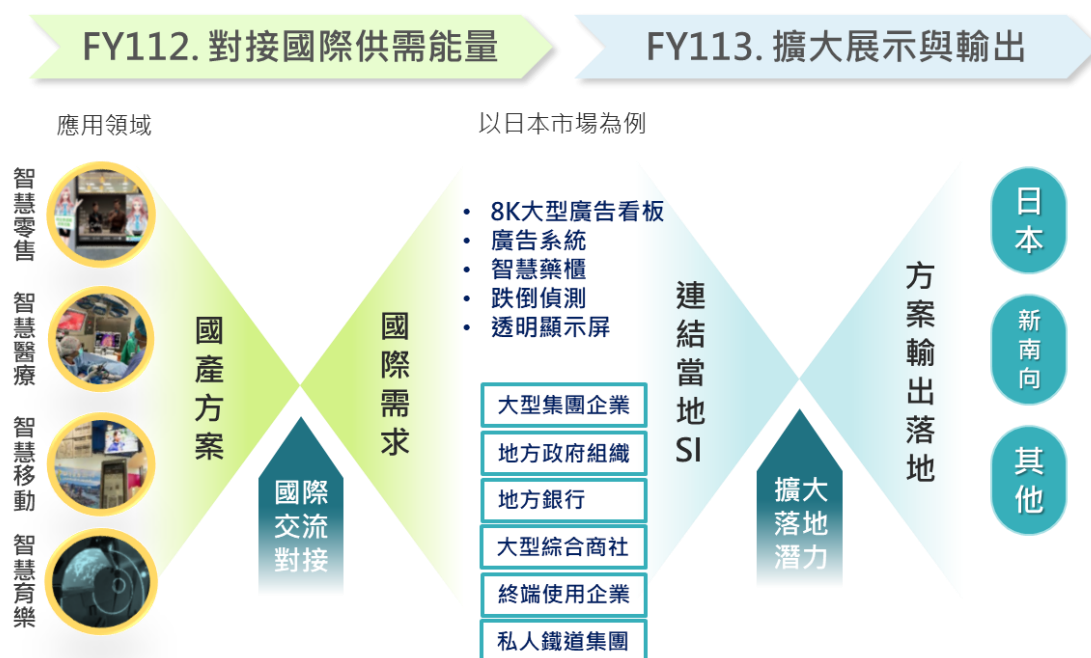 FY112. 對接國際供需能量
FY113. 擴大展示與輸出
應用領域
以日本市場為例
智慧零售
智慧醫療
智慧移動
智慧育樂
國產方案
國際交流對接
國際需求
• 8K大型廣告看板
• 廣告系統
• 智慧藥櫃
• 跌倒偵測
• 透明顯示屏
大型集團企業
地方政府組織
地方銀行
大型綜合商社
終端使用企業
私人鐵道集團
連結當地SI
擴大落地潛力
方案輸出落地
日本
新南向
其他